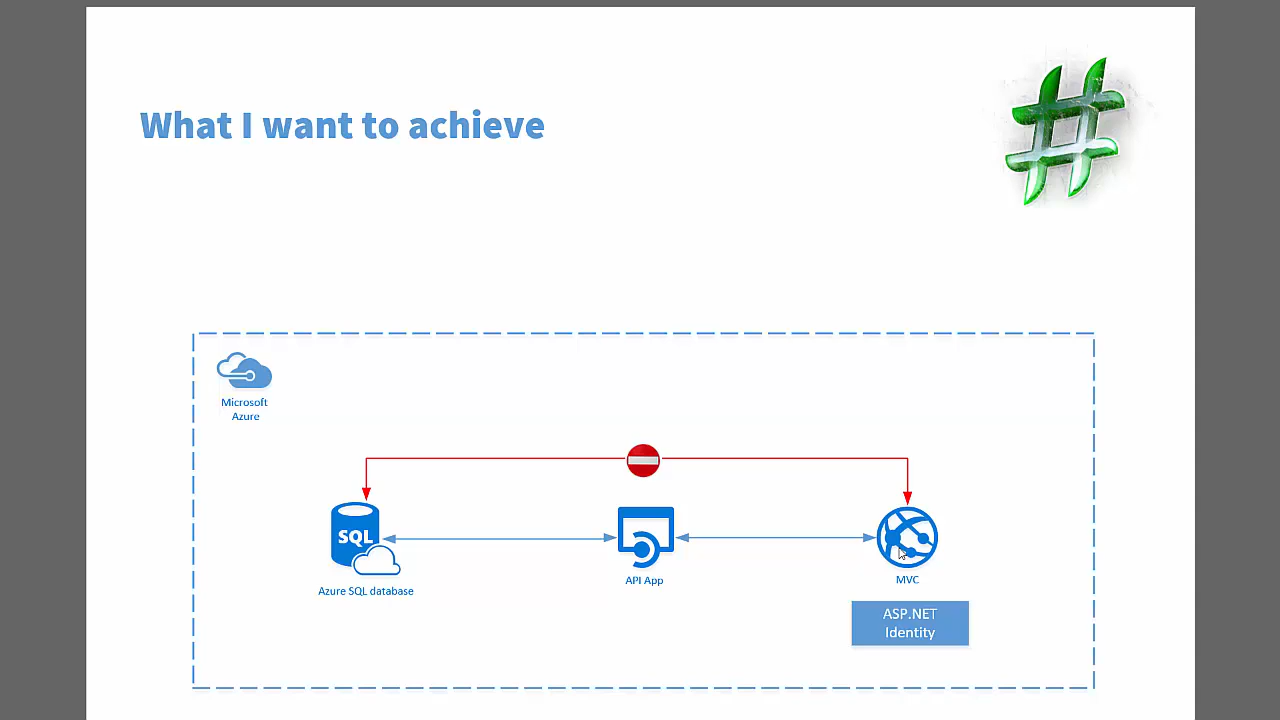 What I want to achieve
Microsoft
Azure
SQL
Azure SQL database
API App
MVC
ASP.NET
Identity